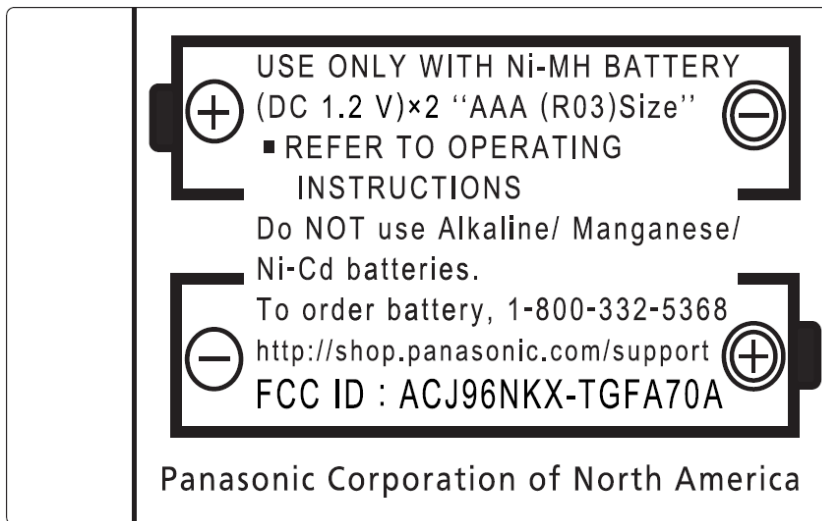 USE ONLY WITH Ni-MH BATTERY
(DC 1.2 V)×2 ‘‘AAA (R03)Size’’
▪ REFER TO OPERATING
INSTRUCTIONS
Do NOT use Alkaline/ Manganese/
Ni-Cd batteries.
To order battery, 1-800-332-5368
http://shop.panasonic.com/support
FCC ID : ACJ96NKX-TGFA70A
Panasonic Corporation of North America